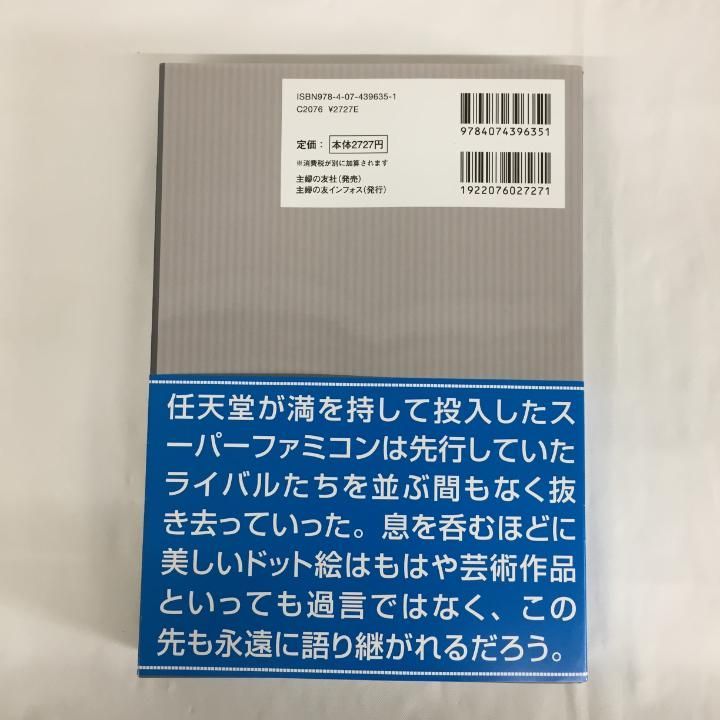 ISBN978-4-07-439635-1
C2076 ¥2727E
9784074396351
定価：本体2727円
※消費税が別に加算されます
1922076027271
主婦の友社(発売)
主婦の友インフォス(発行)
任天堂が満を持して投入したス
ーパーファミコンは先行していた
ライバルたちを並ぶ間もなく抜
き去っていった。息を呑むほどに
美しいドット絵はもはや芸術作品
といっても過言ではなく、この
先も永遠に語り継がれるだろう。